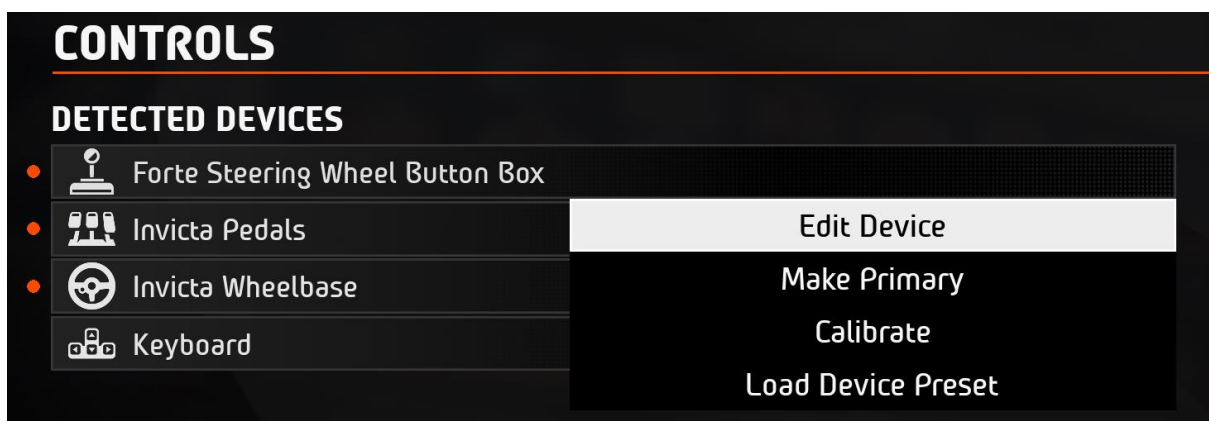 CONTROLS
DETECTED DEVICES
Forte Steering Wheel Button Box
Invicta Pedals
Edit Device
Invicta Wheelbase
Make Primary
Calibrate
Keyboard
Load Device Preset